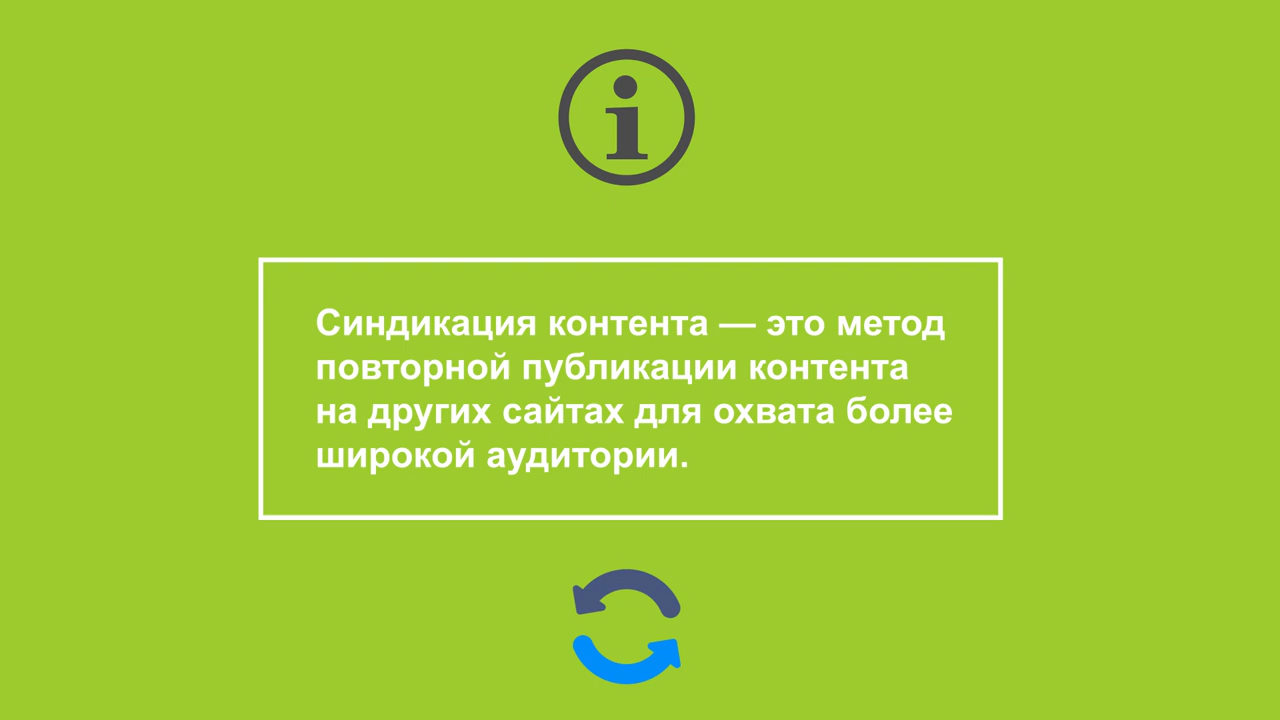 Синдикация контента — это метод
повторной публикации контента
на других сайтах для охвата более
широкой аудитории.